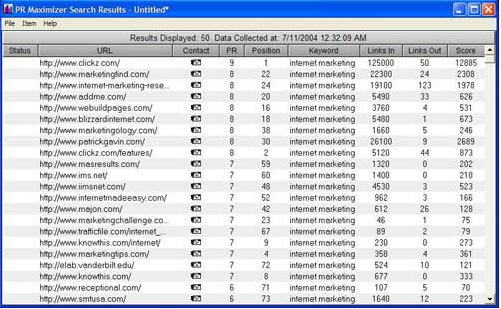 PR Maximizer Search Results - Untitled*
File Item Help
Results Displayed: 50 Data Collected at: 7/11/2004 12:32:09 AM
Status URL Contact PR Position Keyword Links In Links Out Score
http://www.clickz.com/ 9 1 internet marketing 125000 50 12885
http://www.marketingfind.com/ 8 22 internet marketing 22300 24 2308
http://www.internet-marketing-rese... 8 24 internet marketing 19100 123 1978
http://www.addme.com/ 8 20 internet marketing 5490 33 626
http://www.webuildpages.com/ 8 16 internet marketing 3760 4 531
http://www.blizzardinternet.com/ 8 18 internet marketing 5480 1 673
http://www.marketingology.com/ 8 38 internet marketing 1660 5 246
http://www.patrickgavin.com/ 8 30 internet marketing 26100 9 2689
http://www.clickz.com/features/ 8 2 internet marketing 5120 44 873
http://www.masresults.com/ 7 59 internet marketing 1320 0 202
http://www.ims.net/ 7 60 internet marketing 1400 0 210
http://www.iimsnet.com/ 7 48 internet marketing 4530 3 523
http://www.internetmadeeasy.com/ 7 52 internet marketing 962 3 166
http://www.majon.com/ 7 42 internet marketing 612 26 128
http://www.marketingchallenge.co... 7 23 internet marketing 46 1 75
http://www.trafficfile.com/internet_... 7 67 internet marketing 89 2 79
http://www.knowthis.com/internet/ 7 9 internet marketing 230 0 273
http://www.marketingtips.com/ 7 4 internet marketing 358 4 361
http://elab.vanderbilt.edu/ 7 72 internet marketing 524 10 121
http://www.knowthis.com/ 7 8 internet marketing 677 0 333
http://www.receptional.com/ 6 71 internet marketing 107 5 70
http://www.smtusa.com/ 6 73 internet marketing 1640 12 223